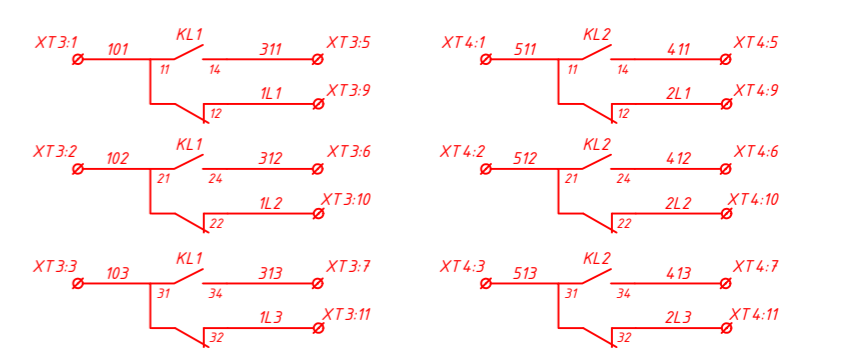 XT3:1 101 KL1 311 XT3:5
11 14
1L1 XT3:9
12
XT3:2 102 KL1 312 XT3:6
21 24
1L2 XT3:10
22
XT3:3 103 KL1 313 XT3:7
31 34
1L3 XT3:11
32
XT4:1 511 KL2 411 XT4:5
11 14
2L1 XT4:9
12
XT4:2 512 KL2 412 XT4:6
21 24
2L2 XT4:10
22
XT4:3 513 KL2 413 XT4:7
31 34
2L3 XT4:11
32